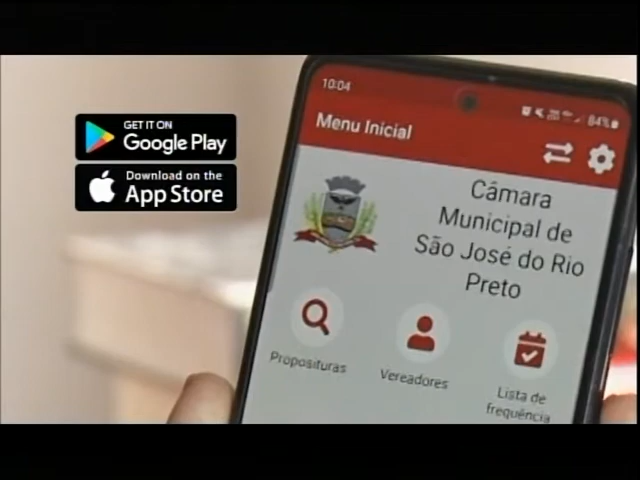 GET IT ON
Google Play
Download on the
App Store
10:04
84%
Menu Inicial
Câmara
Municipal de
São José do Rio
Preto
Proposituras
Vereadores
Lista de
frequência